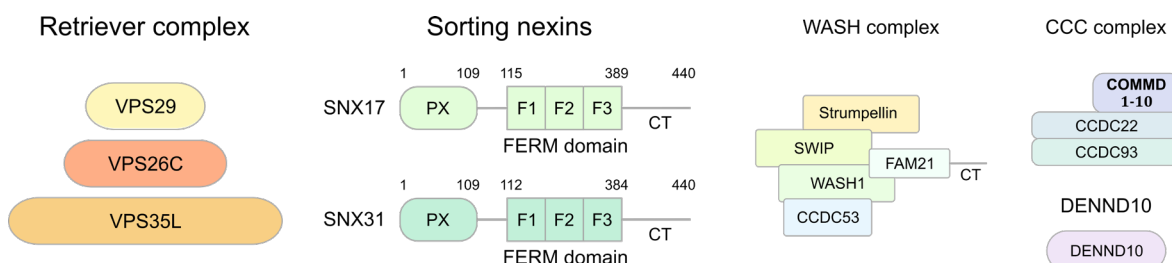 Retriever complex
VPS29
VPS26C
VPS35L
Sorting nexins
1 109 115 389 440
SNX17 PX F1 F2 F3
CT
FERM domain
1 109 112 384 440
SNX31 PX F1 F2 F3
CT
FERM domain
WASH complex
Strumpellin
SWIP
FAM21
CT
WASH1
CCDC53
CCC complex
COMMD
1-10
CCDC22
CCDC93
DENND10
DENND10